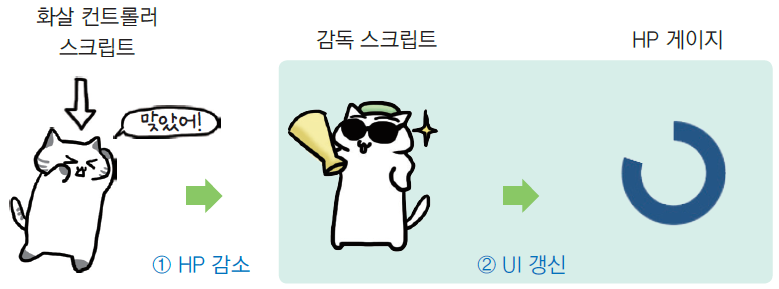 화살 컨트롤러
스크립트
감독 스크립트
HP 게이지
맞았어!
① HP 감소
② UI 갱신